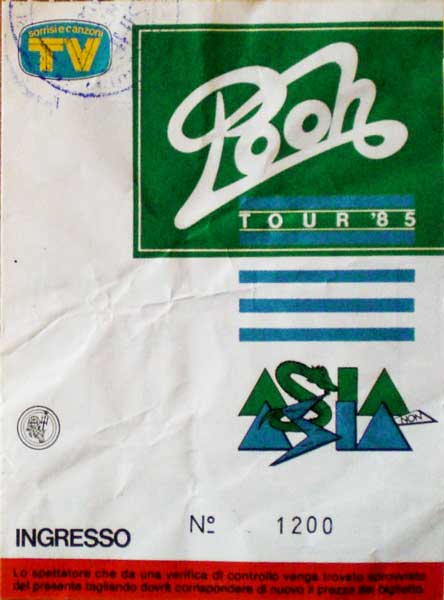 sorrisi e canzoni
TV
Pooh
TOUR '85
ASIA
NON
ASIA
INGRESSO
Nº 1200
Lo spettatore che da una verifica di controllo venga trovato sprovvisto
del presente tagliando dovrà corrispondere di nuovo il prezzo del biglietto.